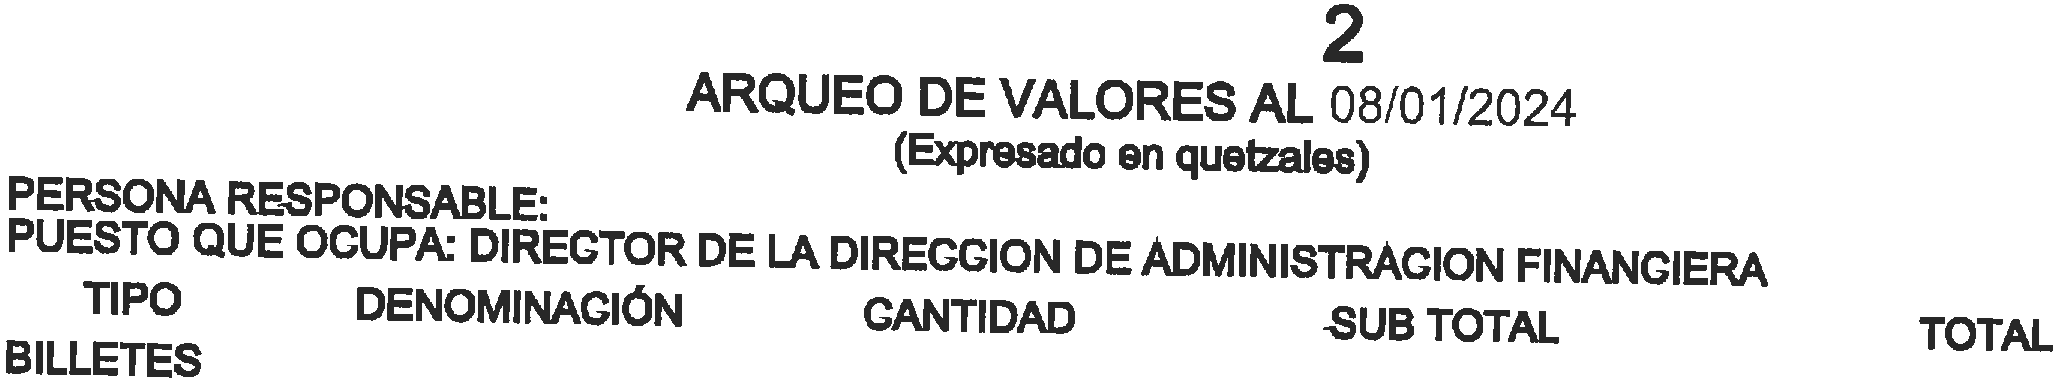 2
ARQUEO DE VALORES AL 08/01/2024
(Expresado en quetzales)
PERSONA RESPONSABLE:
PUESTO QUE OCUPA: DIRECTOR DE LA DIRECCION DE ADMINISTRACION FINANCIERA
TIPO DENOMINACIÓN CANTIDAD SUB TOTAL TOTAL
BILLETES